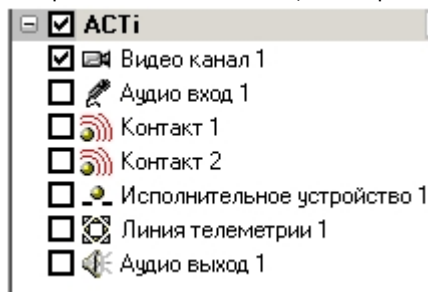 ACTi
Видео канал 1
Аудио вход 1
Контакт 1
Контакт 2
Исполнительное устройство 1
Линия телеметрии 1
Аудио выход 1